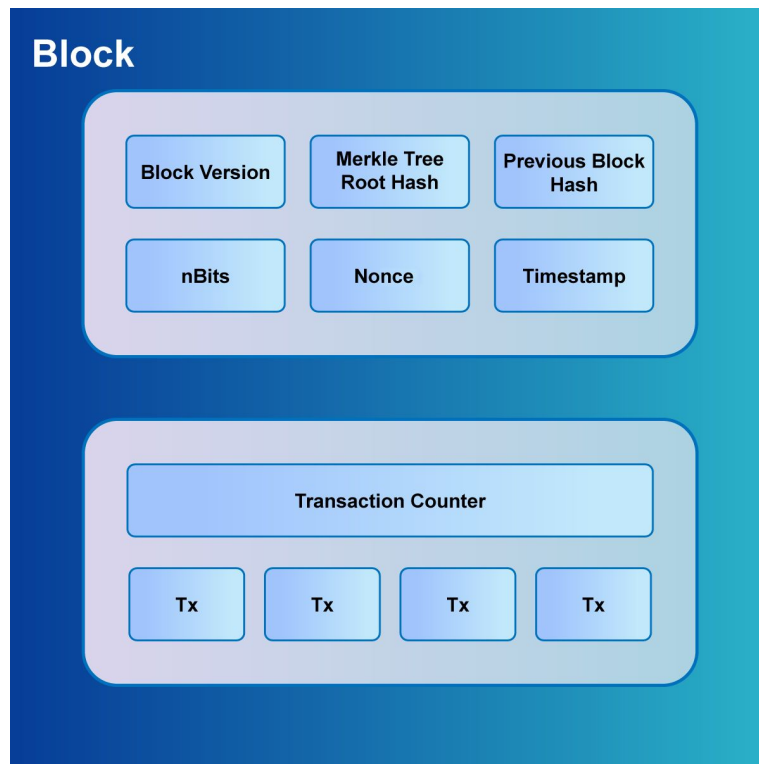 Block
Block Version
Merkle Tree
Root Hash
Previous Block
Hash
nBits
Nonce
Timestamp
Transaction Counter
Tx
Tx
Tx
Tx